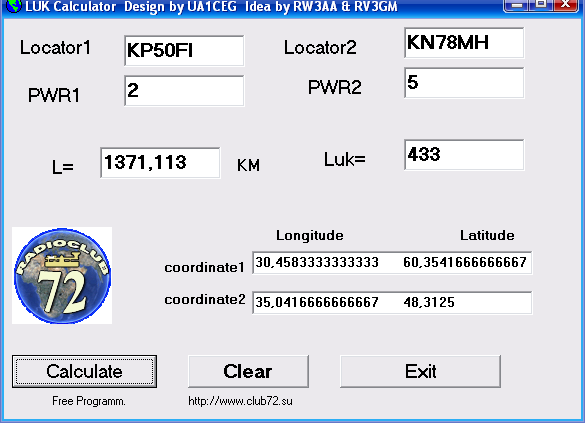 LUK Calculator Design by UA1CEG Idea by RW3AA & RV3GM
Locator1 KP50FI Locator2 KN78MH
PWR1 2 PWR2 5
L= 1371,113 KM Luk= 433
Longitude Latitude
coordinate1 30,4583333333333 60,3541666666667
coordinate2 35,0416666666667 48,3125
RADIOCLUB
72
Calculate Clear Exit
Free Programm. http://www.club72.su